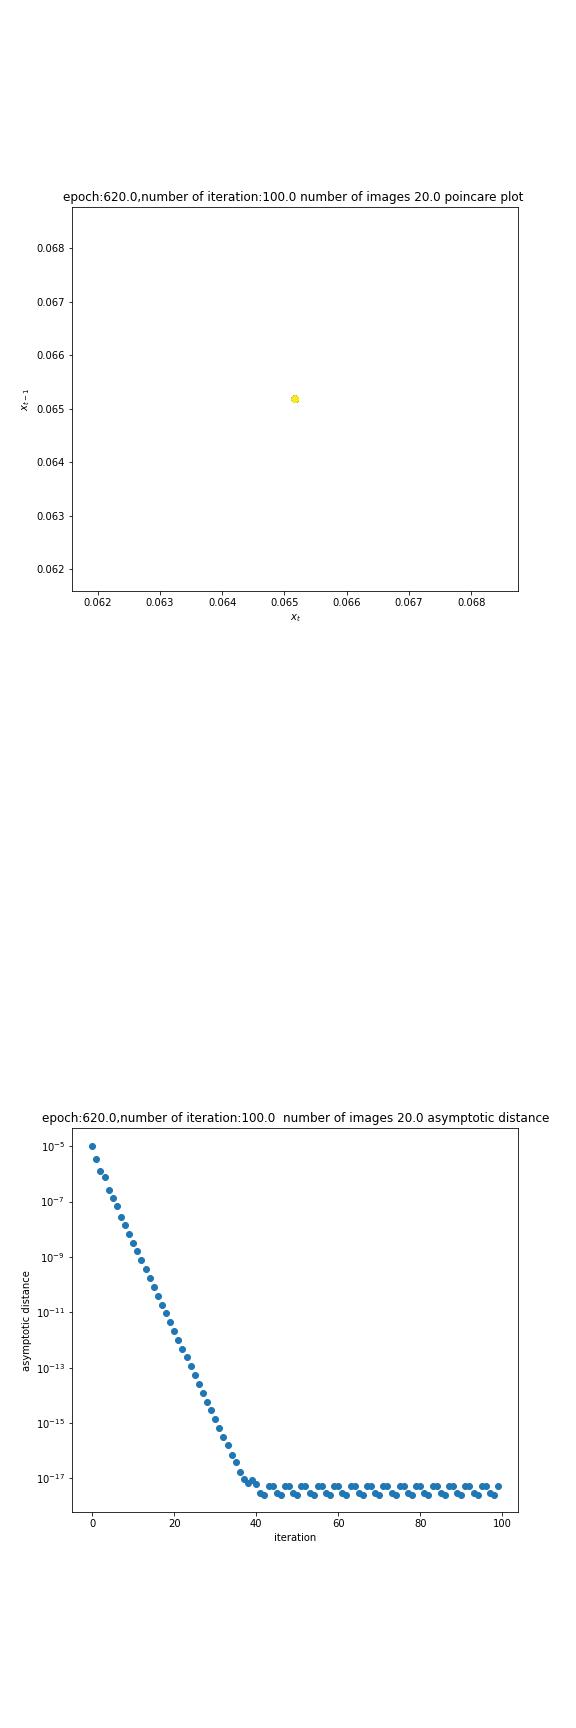 epoch:620.0,number of iteration:100.0 number of images 20.0 poincare plot
0.068
0.067
0.066
0.065
0.064
0.063
0.062
x_{t-1}
0.062 0.063 0.064 0.065 0.066 0.067 0.068
x_t
epoch:620.0,number of iteration:100.0  number of images 20.0 asymptotic distance
10^{-5}
10^{-7}
10^{-9}
10^{-11}
10^{-13}
10^{-15}
10^{-17}
asymptotic distance
0 20 40 60 80 100
iteration